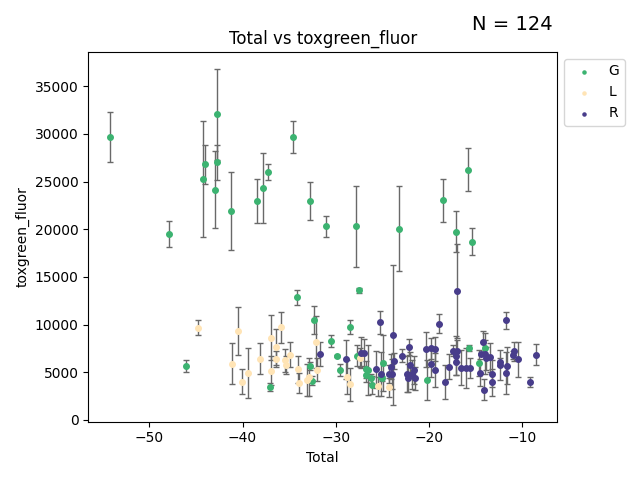 N = 124
Total vs toxgreen_fluor
G
L
R
35000
30000
25000
20000
15000
10000
5000
0
toxgreen_fluor
−50
−40
−30
−20
−10
Total